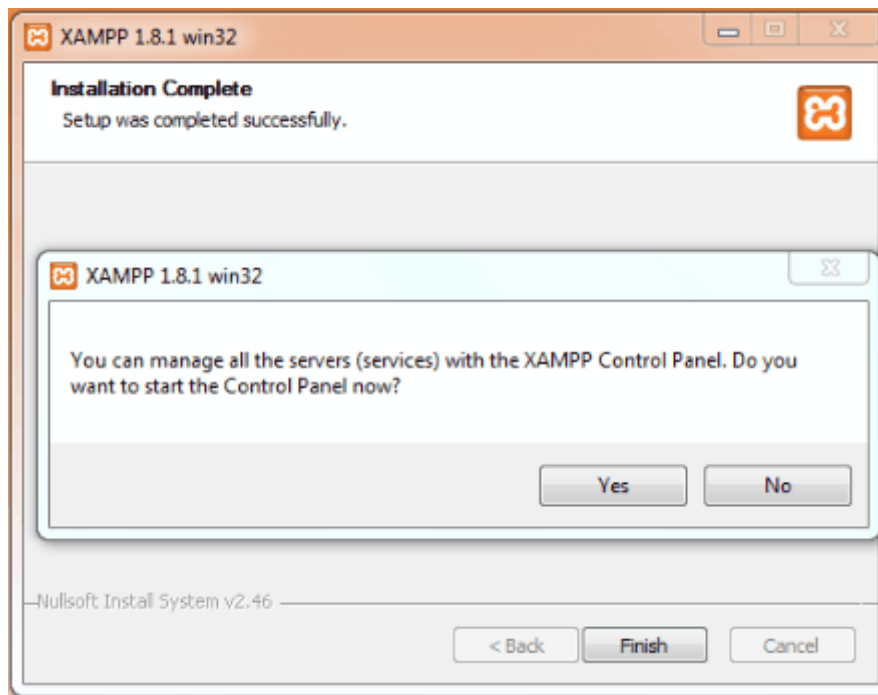 XAMPP 1.8.1 win32
Installation Complete
Setup was completed successfully.
XAMPP 1.8.1 win32
You can manage all the servers (services) with the XAMPP Control Panel. Do you
want to start the Control Panel now?
Yes No
Nullsoft Install System v2.46
< Back Finish Cancel